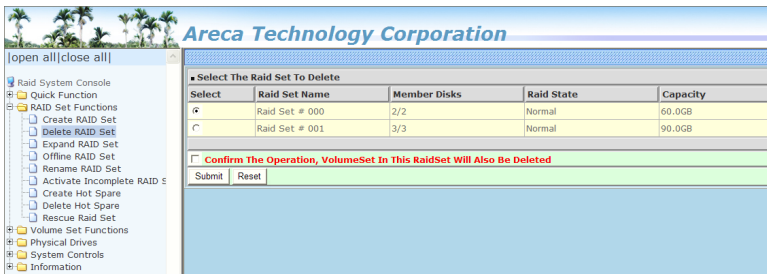 Areca Technology Corporation
|open all|close all|
Raid System Console
Quick Function
RAID Set Functions
Create RAID Set
Delete RAID Set
Expand RAID Set
Offline RAID Set
Rename RAID Set
Activate Incomplete RAID S
Create Hot Spare
Delete Hot Spare
Rescue Raid Set
Volume Set Functions
Physical Drives
System Controls
Information
Select The Raid Set To Delete
Select Raid Set Name Member Disks Raid State Capacity
Raid Set # 000 2/2 Normal 60.0GB
Raid Set # 001 3/3 Normal 90.0GB
Confirm The Operation, VolumeSet In This RaidSet Will Also Be Deleted
Submit Reset